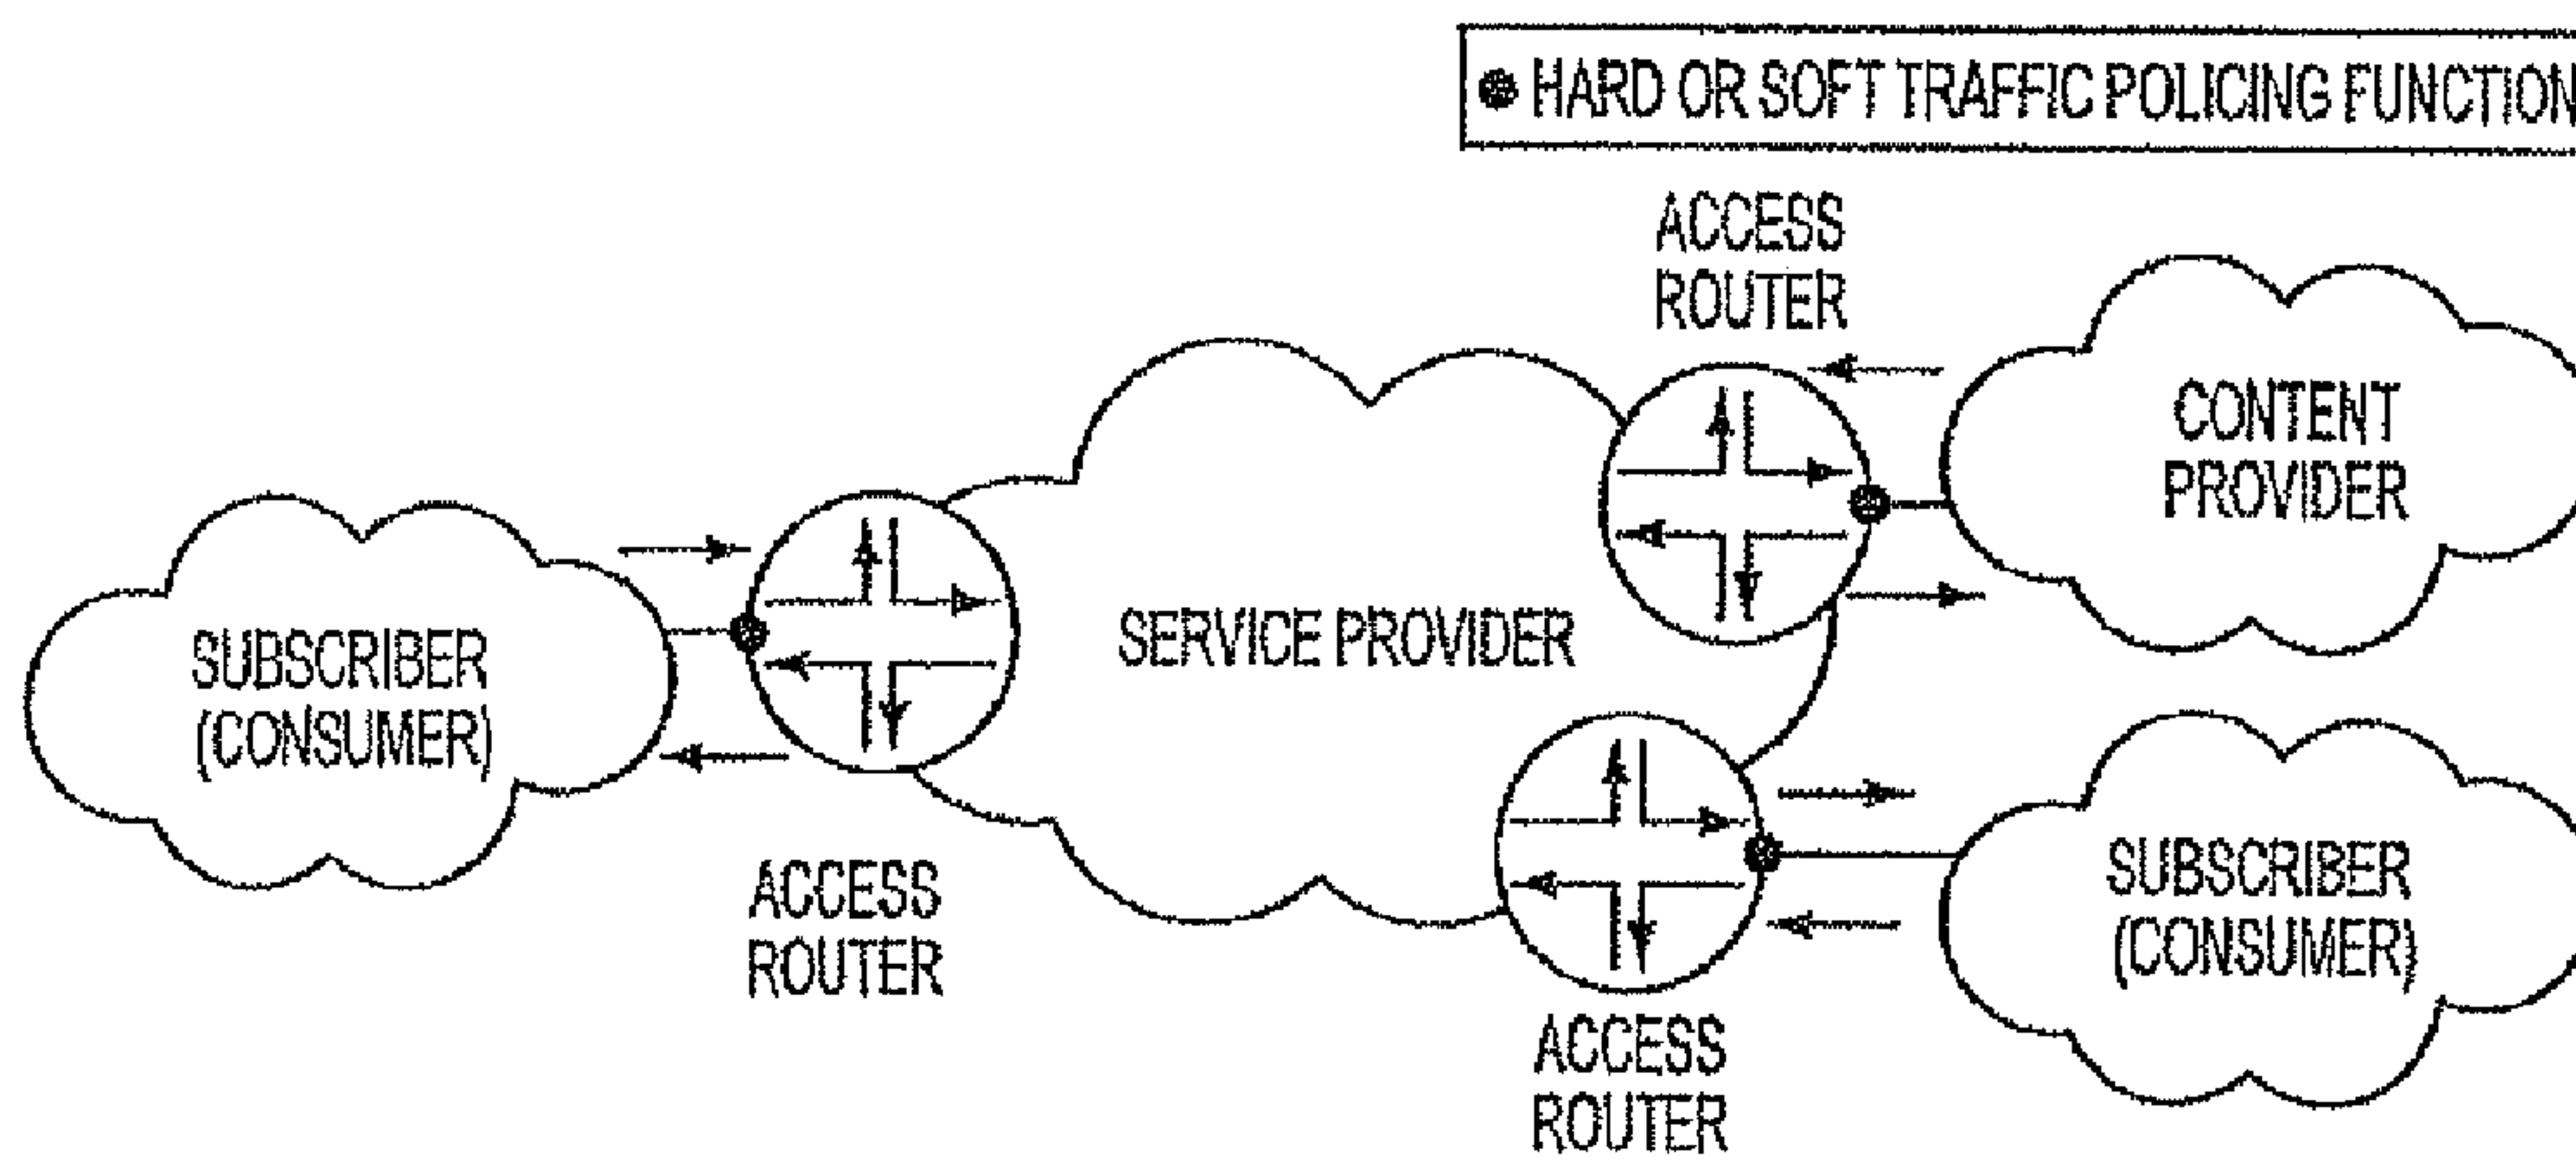 HARD OR SOFT TRAFFIC POLICING FUNCTION
ACCESS
ROUTER
CONTENT
PROVIDER
SERVICE PROVIDER
SUBSCRIBER
(CONSUMER)
ACCESS
ROUTER
SUBSCRIBER
(CONSUMER)
ACCESS
ROUTER